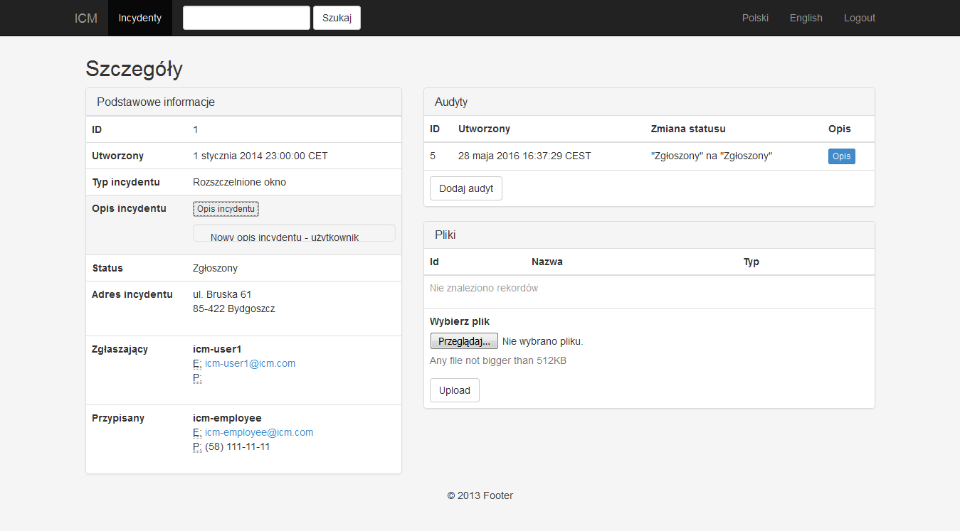 ICM Incydenty Szukaj Polski English Logout
Szczegóły
Podstawowe informacje
ID 1
Utworzony 1 stycznia 2014 23:00:00 CET
Typ incydentu Rozszczelnione okno
Opis incydentu Opis incydentu
Nowy opis incydentu - użytkownik
Status Zgłoszony
Adres incydentu ul. Bruska 61
85-422 Bydgoszcz
Zgłaszający icm-user1
E: icm-user1@icm.com
P:
Przypisany icm-employee
E: icm-employee@icm.com
P: (58) 111-11-11
Audyty
ID Utworzony Zmiana statusu Opis
5 28 maja 2016 16:37:29 CEST "Zgłoszony" na "Zgłoszony" Opis
Dodaj audyt
Pliki
Id Nazwa Typ
Nie znaleziono rekordów
Wybierz plik
Przeglądaj... Nie wybrano pliku.
Any file not bigger than 512KB
Upload
© 2013 Footer